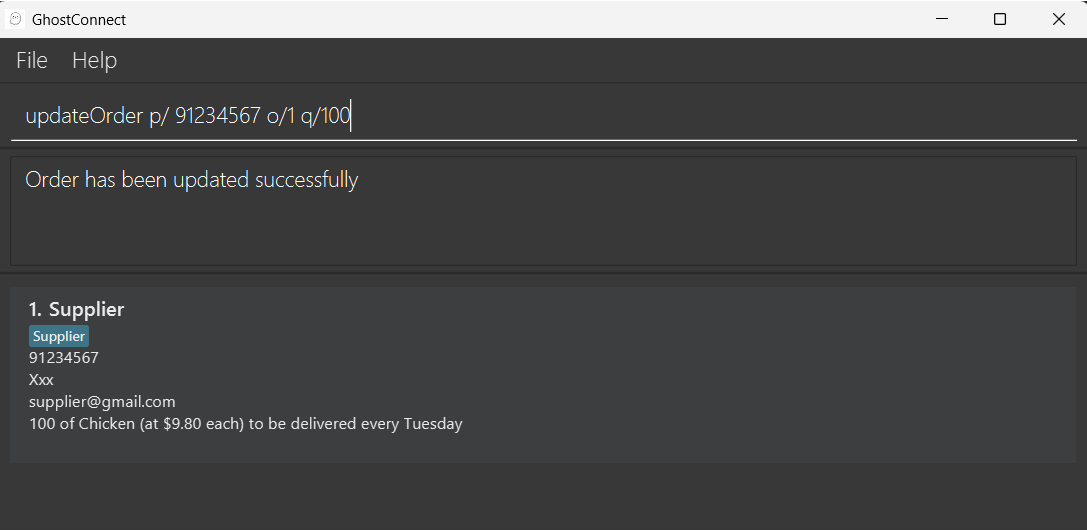 GhostConnect
File Help
updateOrder p/ 91234567 o/1 q/100
Order has been updated successfully
1. Supplier
Supplier
91234567
Xxx
supplier@gmail.com
100 of Chicken (at $9.80 each) to be delivered every Tuesday